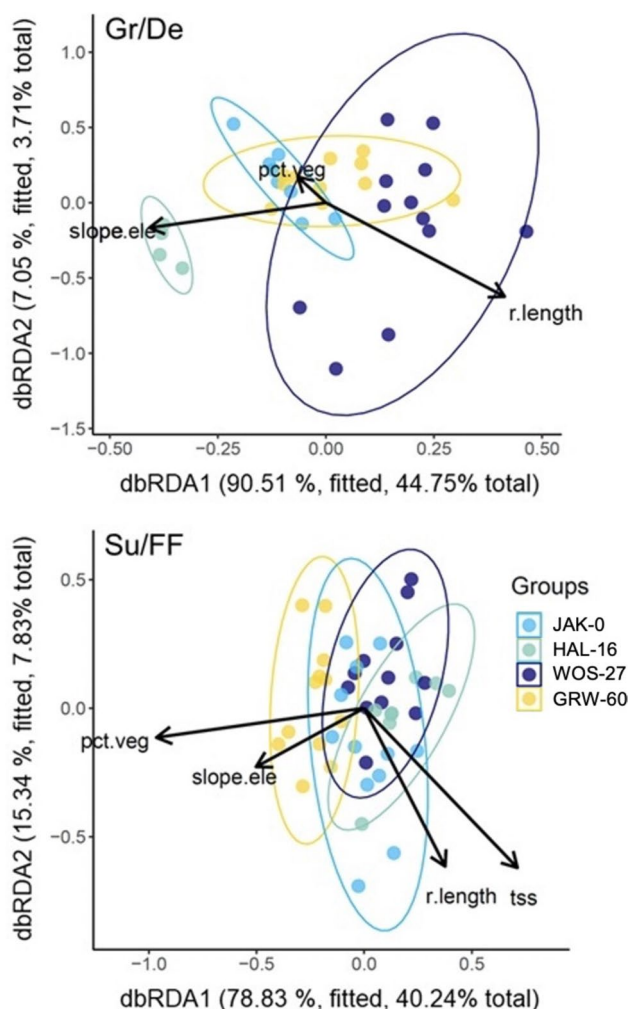 Gr/De
dbRDA2 (7.05 %, fitted, 3.71% total)
1.0
0.5
0.0
−0.5
−1.0
−1.5
pct.veg
slope.ele
r.length
−0.50
−0.25
0.00
0.25
0.50
dbRDA1 (90.51 %, fitted, 44.75% total)
Su/FF
dbRDA2 (15.34 %, fitted, 7.83% total)
0.5
0.0
−0.5
pct.veg
slope.ele
r.length
tss
−1.0
−0.5
0.0
0.5
dbRDA1 (78.83 %, fitted, 40.24% total)
Groups
JAK-0
HAL-16
WOS-27
GRW-60